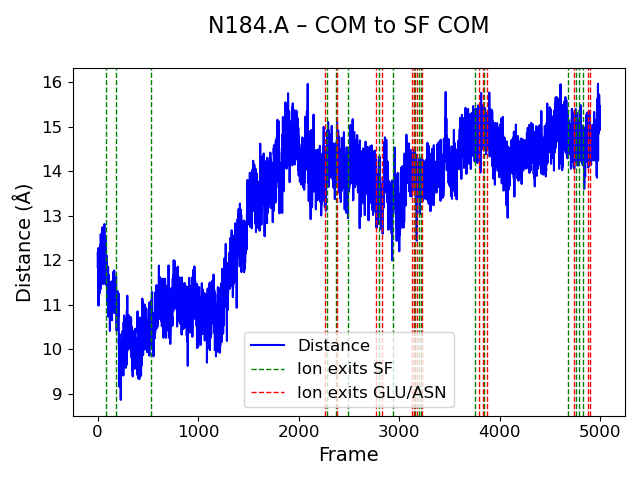 N184.A – COM to SF COM
16
15
14
13
12
11
10
9
Distance (Å)
Distance
Ion exits SF
Ion exits GLU/ASN
0 1000 2000 3000 4000 5000
Frame